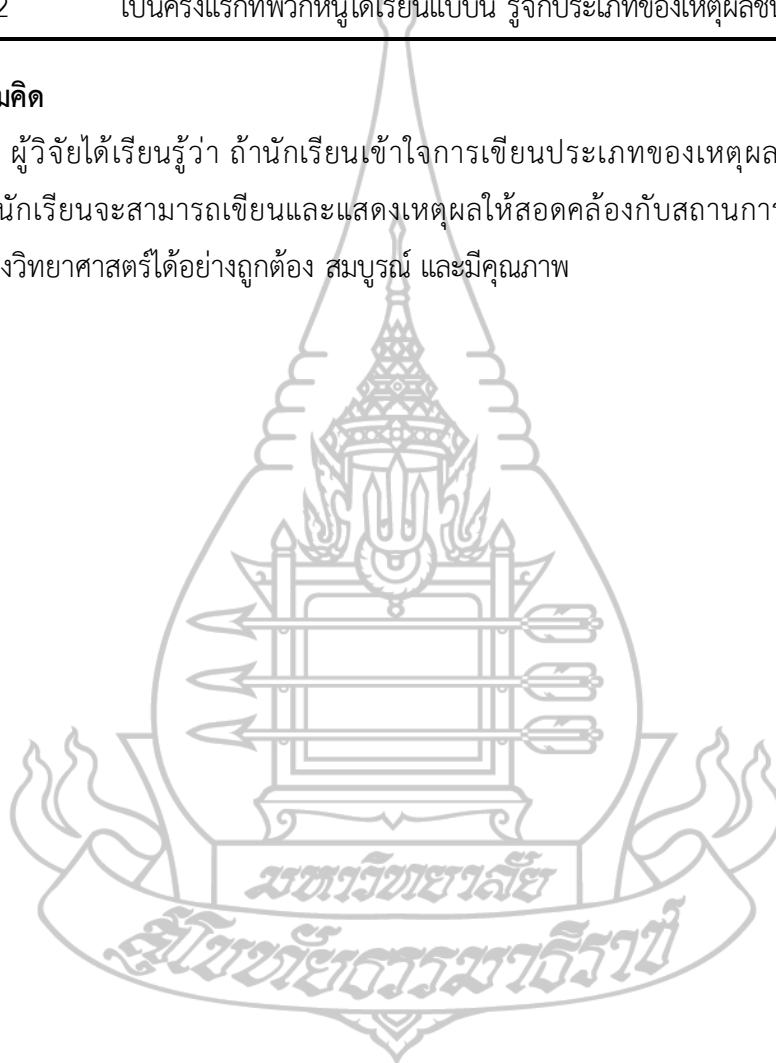 2 เป็นครั้งแรกที่พวกหนูได้เรียนแบบนี้ รู้จักประเภทของเหตุผลชั
มคิด
ผู้วิจัยได้เรียนรู้ว่า ถ้านักเรียนเข้าใจการเขียนประเภทของเหตุผล
นักเรียนจะสามารถเขียนและแสดงเหตุผลให้สอดคล้องกับสถานการ
งวิทยาศาสตร์ได้อย่างถูกต้อง สมบูรณ์ และมีคุณภาพ
มหาวิทยาลัย
สุโขทัยธรรมาธิราช